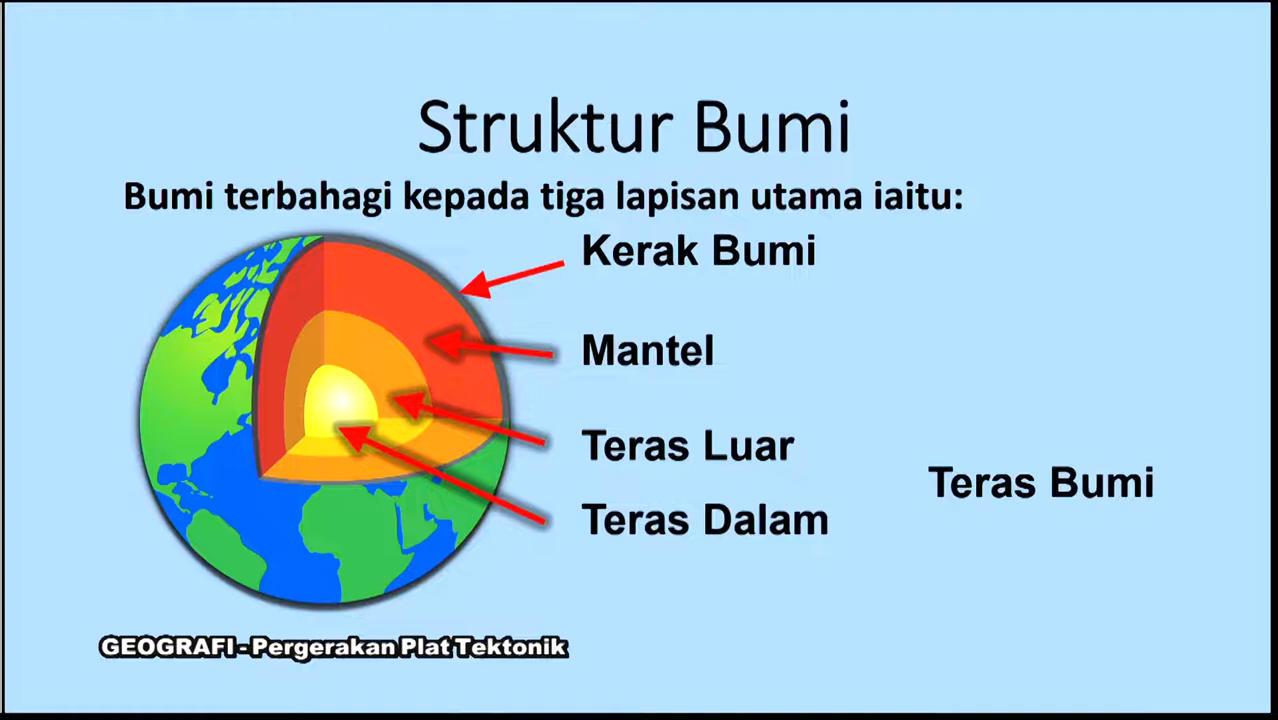 Struktur Bumi
Bumi terbahagi kepada tiga lapisan utama iaitu:
Kerak Bumi
Mantel
Teras Luar
Teras Bumi
Teras Dalam
GEOGRAFI - Pergerakan Plat Tektonik